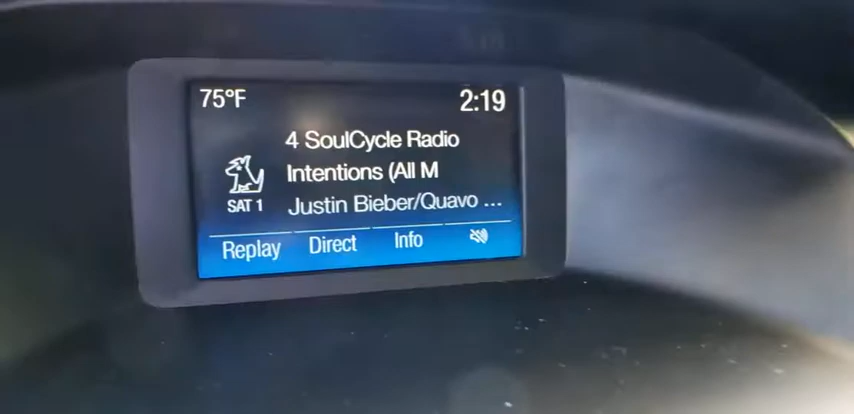 75°F 2:19
4 SoulCycle Radio
Intentions (All M
SAT 1 Justin Bieber/Quavo ...
Replay Direct Info